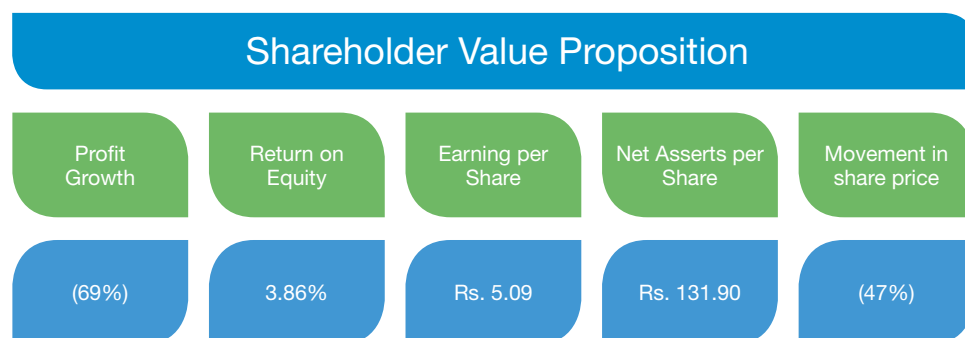 Shareholder Value Proposition
Profit
Growth
Return on
Equity
Earning per
Share
Net Asserts per
Share
Movement in
share price
(69%)
3.86%
Rs. 5.09
Rs. 131.90
(47%)